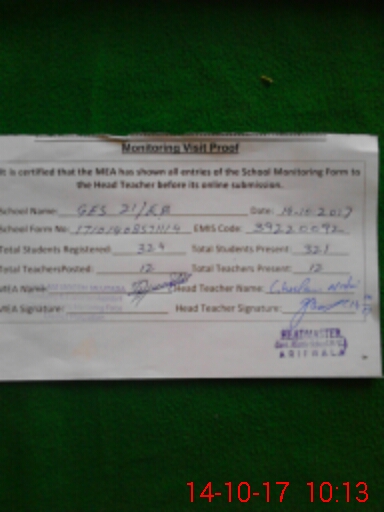 Monitoring Visit Proof
It is certified that the MEA has shown all entries of the School Monitoring Form to
the Head Teacher before its online submission.
School Name: GES 21/EB Date: 14-10-2017
School Form No: EMIS Code:
Total Students Registered: 324 Total Students Present: 321
Total TeachersPosted: 12 Total Teachers Present: 12
MEA Name: Head Teacher Name:
MEA Signature: Head Teacher Signature:
HEADMASTER
ARIFWALA
14-10-17 10:13